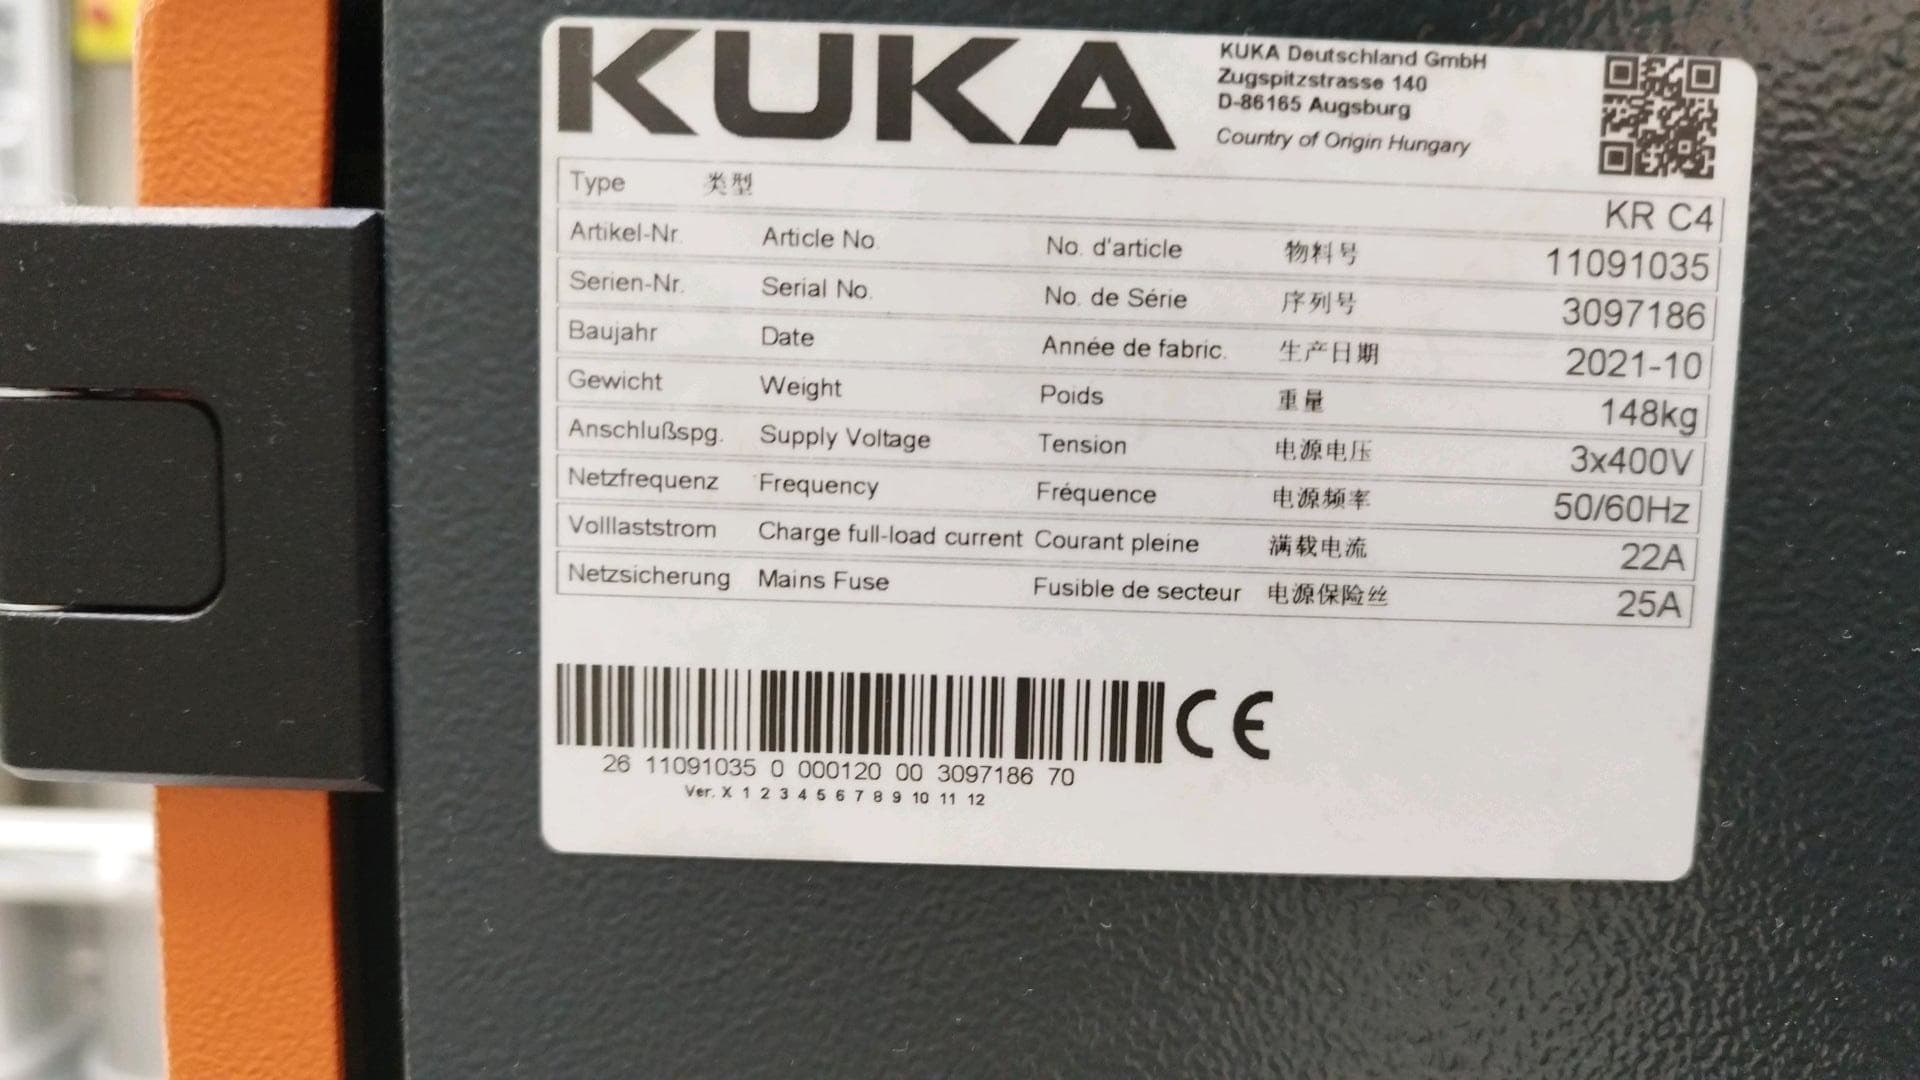 KUKA
KUKA Deutschland GmbH
Zugspitzstrasse 140
D-86165 Augsburg
Country of Origin Hungary
Type 类型 KR C4
Artikel-Nr. Article No. No. d'article 物料号 11091035
Serien-Nr. Serial No. No. de Série 序列号 3097186
Baujahr Date Année de fabric. 生产日期 2021-10
Gewicht Weight Poids 重量 148kg
Anschlußspg. Supply Voltage Tension 电源电压 3x400V
Netzfrequenz Frequency Fréquence 电源频率 50/60Hz
Volllaststrom Charge full-load current Courant pleine 满载电流 22A
Netzsicherung Mains Fuse Fusible de secteur 电源保险丝 25A
CE
26 11091035 0 000120 00 3097186 70
Ver. X 1 2 3 4 5 6 7 8 9 10 11 12